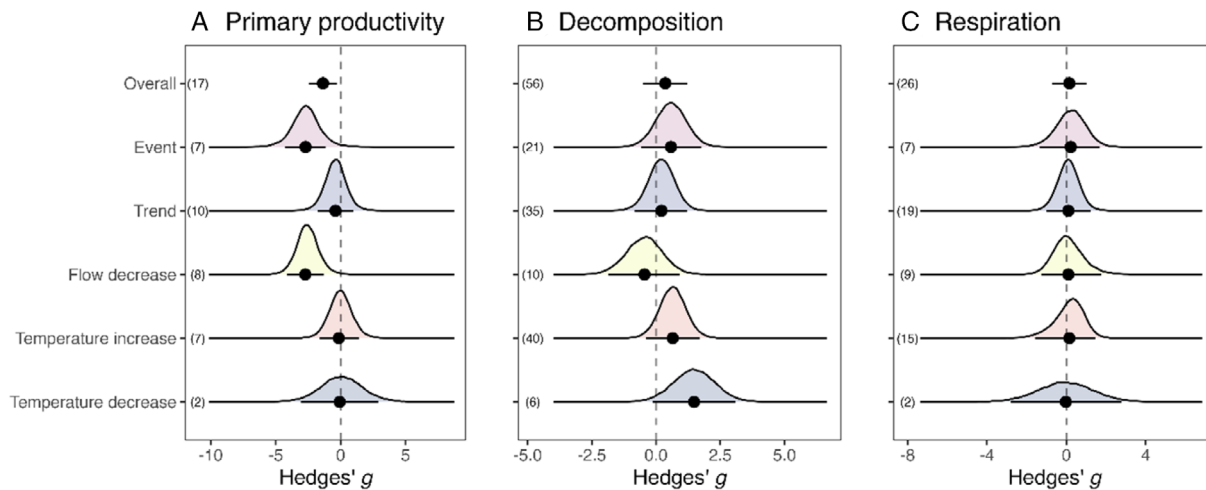 A Primary productivity
B Decomposition
C Respiration
Overall (17) (56) (26)
Event (7) (21) (7)
Trend (10) (35) (19)
Flow decrease (8) (10) (9)
Temperature increase (7) (40) (15)
Temperature decrease (2) (6) (2)
-10 -5 0 5
-5.0 -2.5 0.0 2.5 5.0
-8 -4 0 4
Hedges' g
Hedges' g
Hedges' g